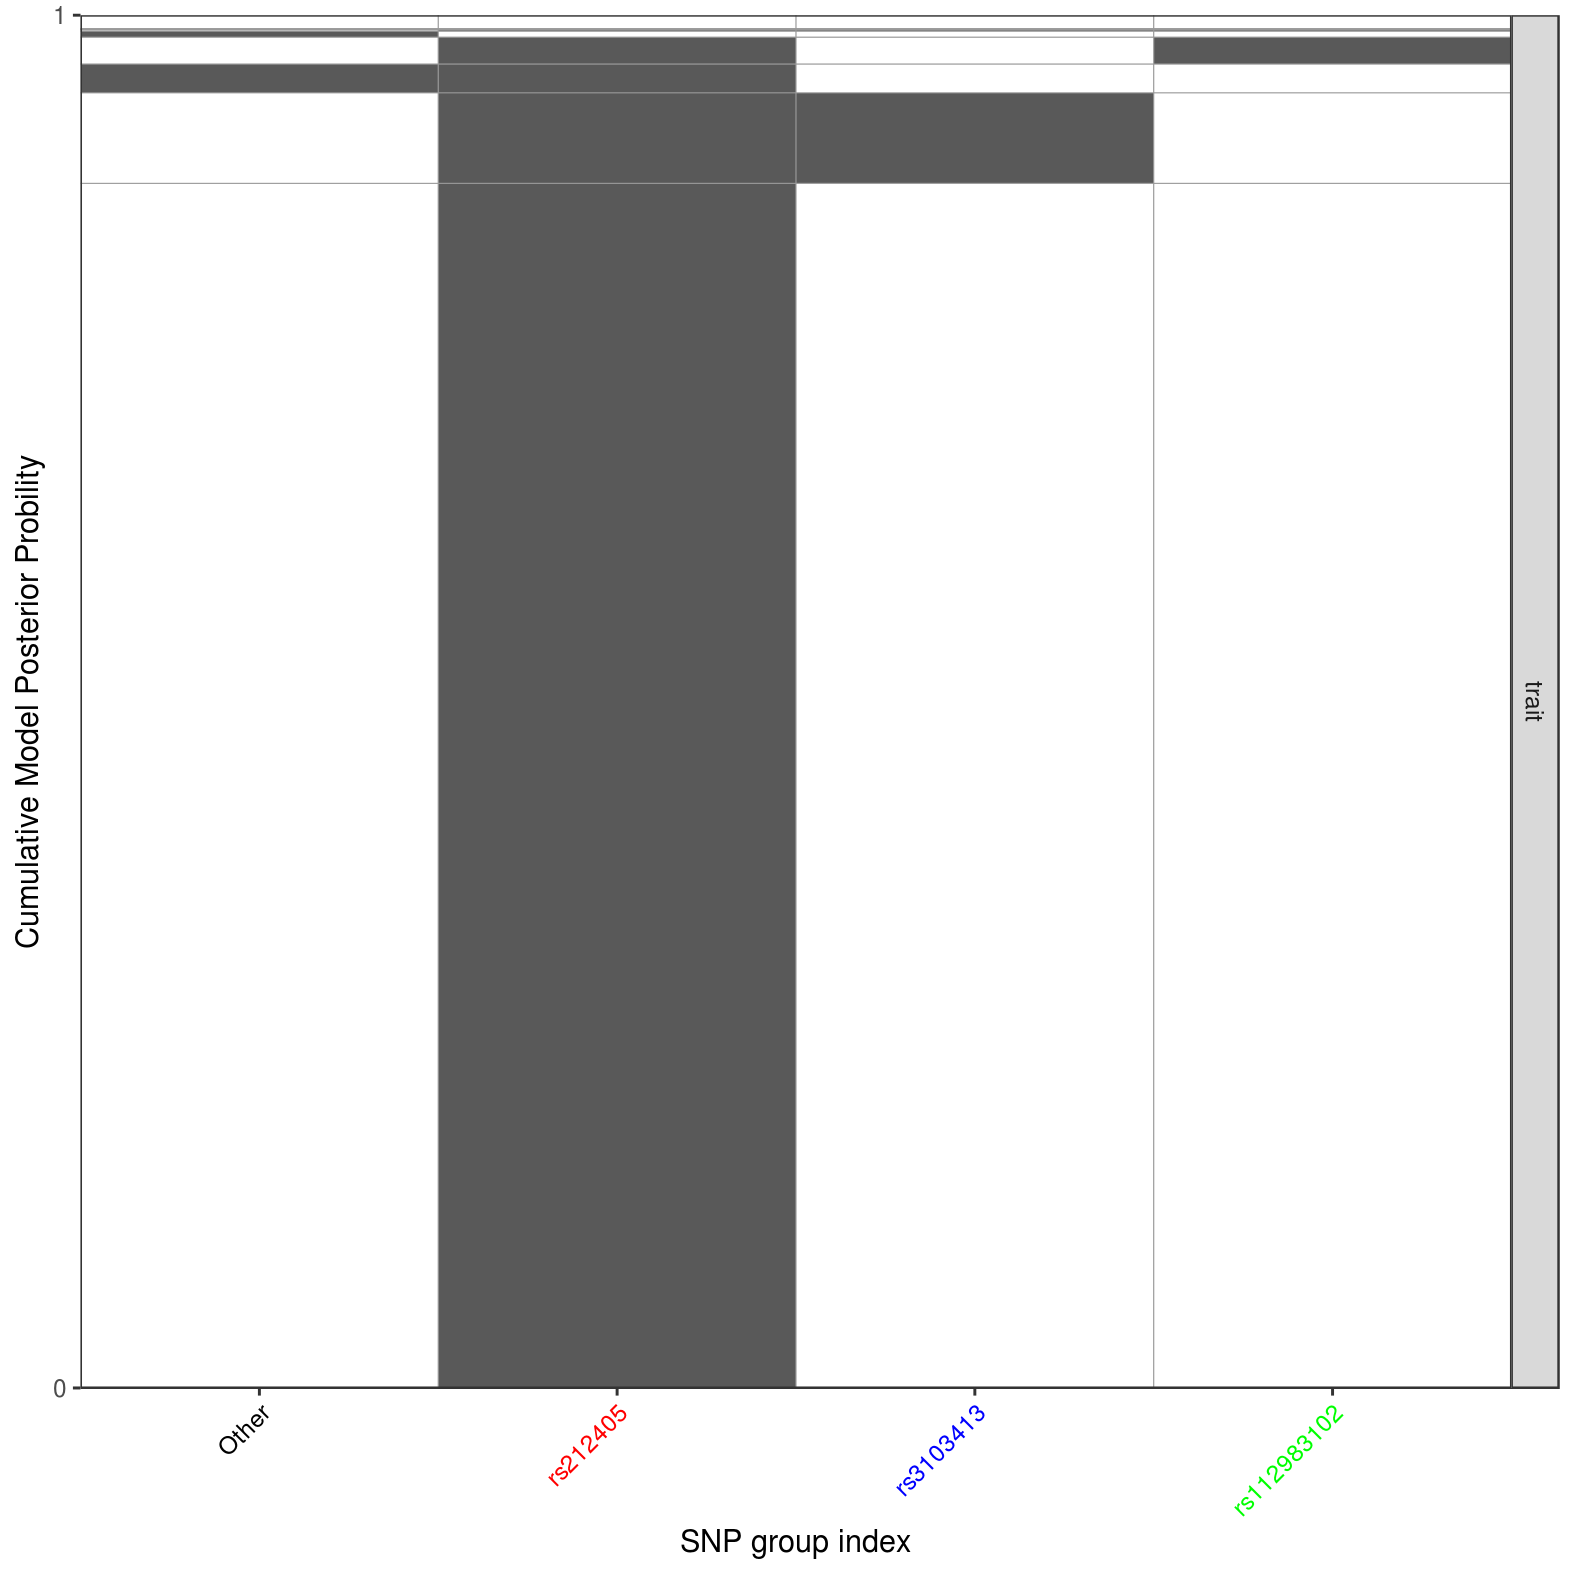 1
0
Cumulative Model Posterior Probility
trait
Other
rs212405
rs3103413
rs112983102
SNP group index